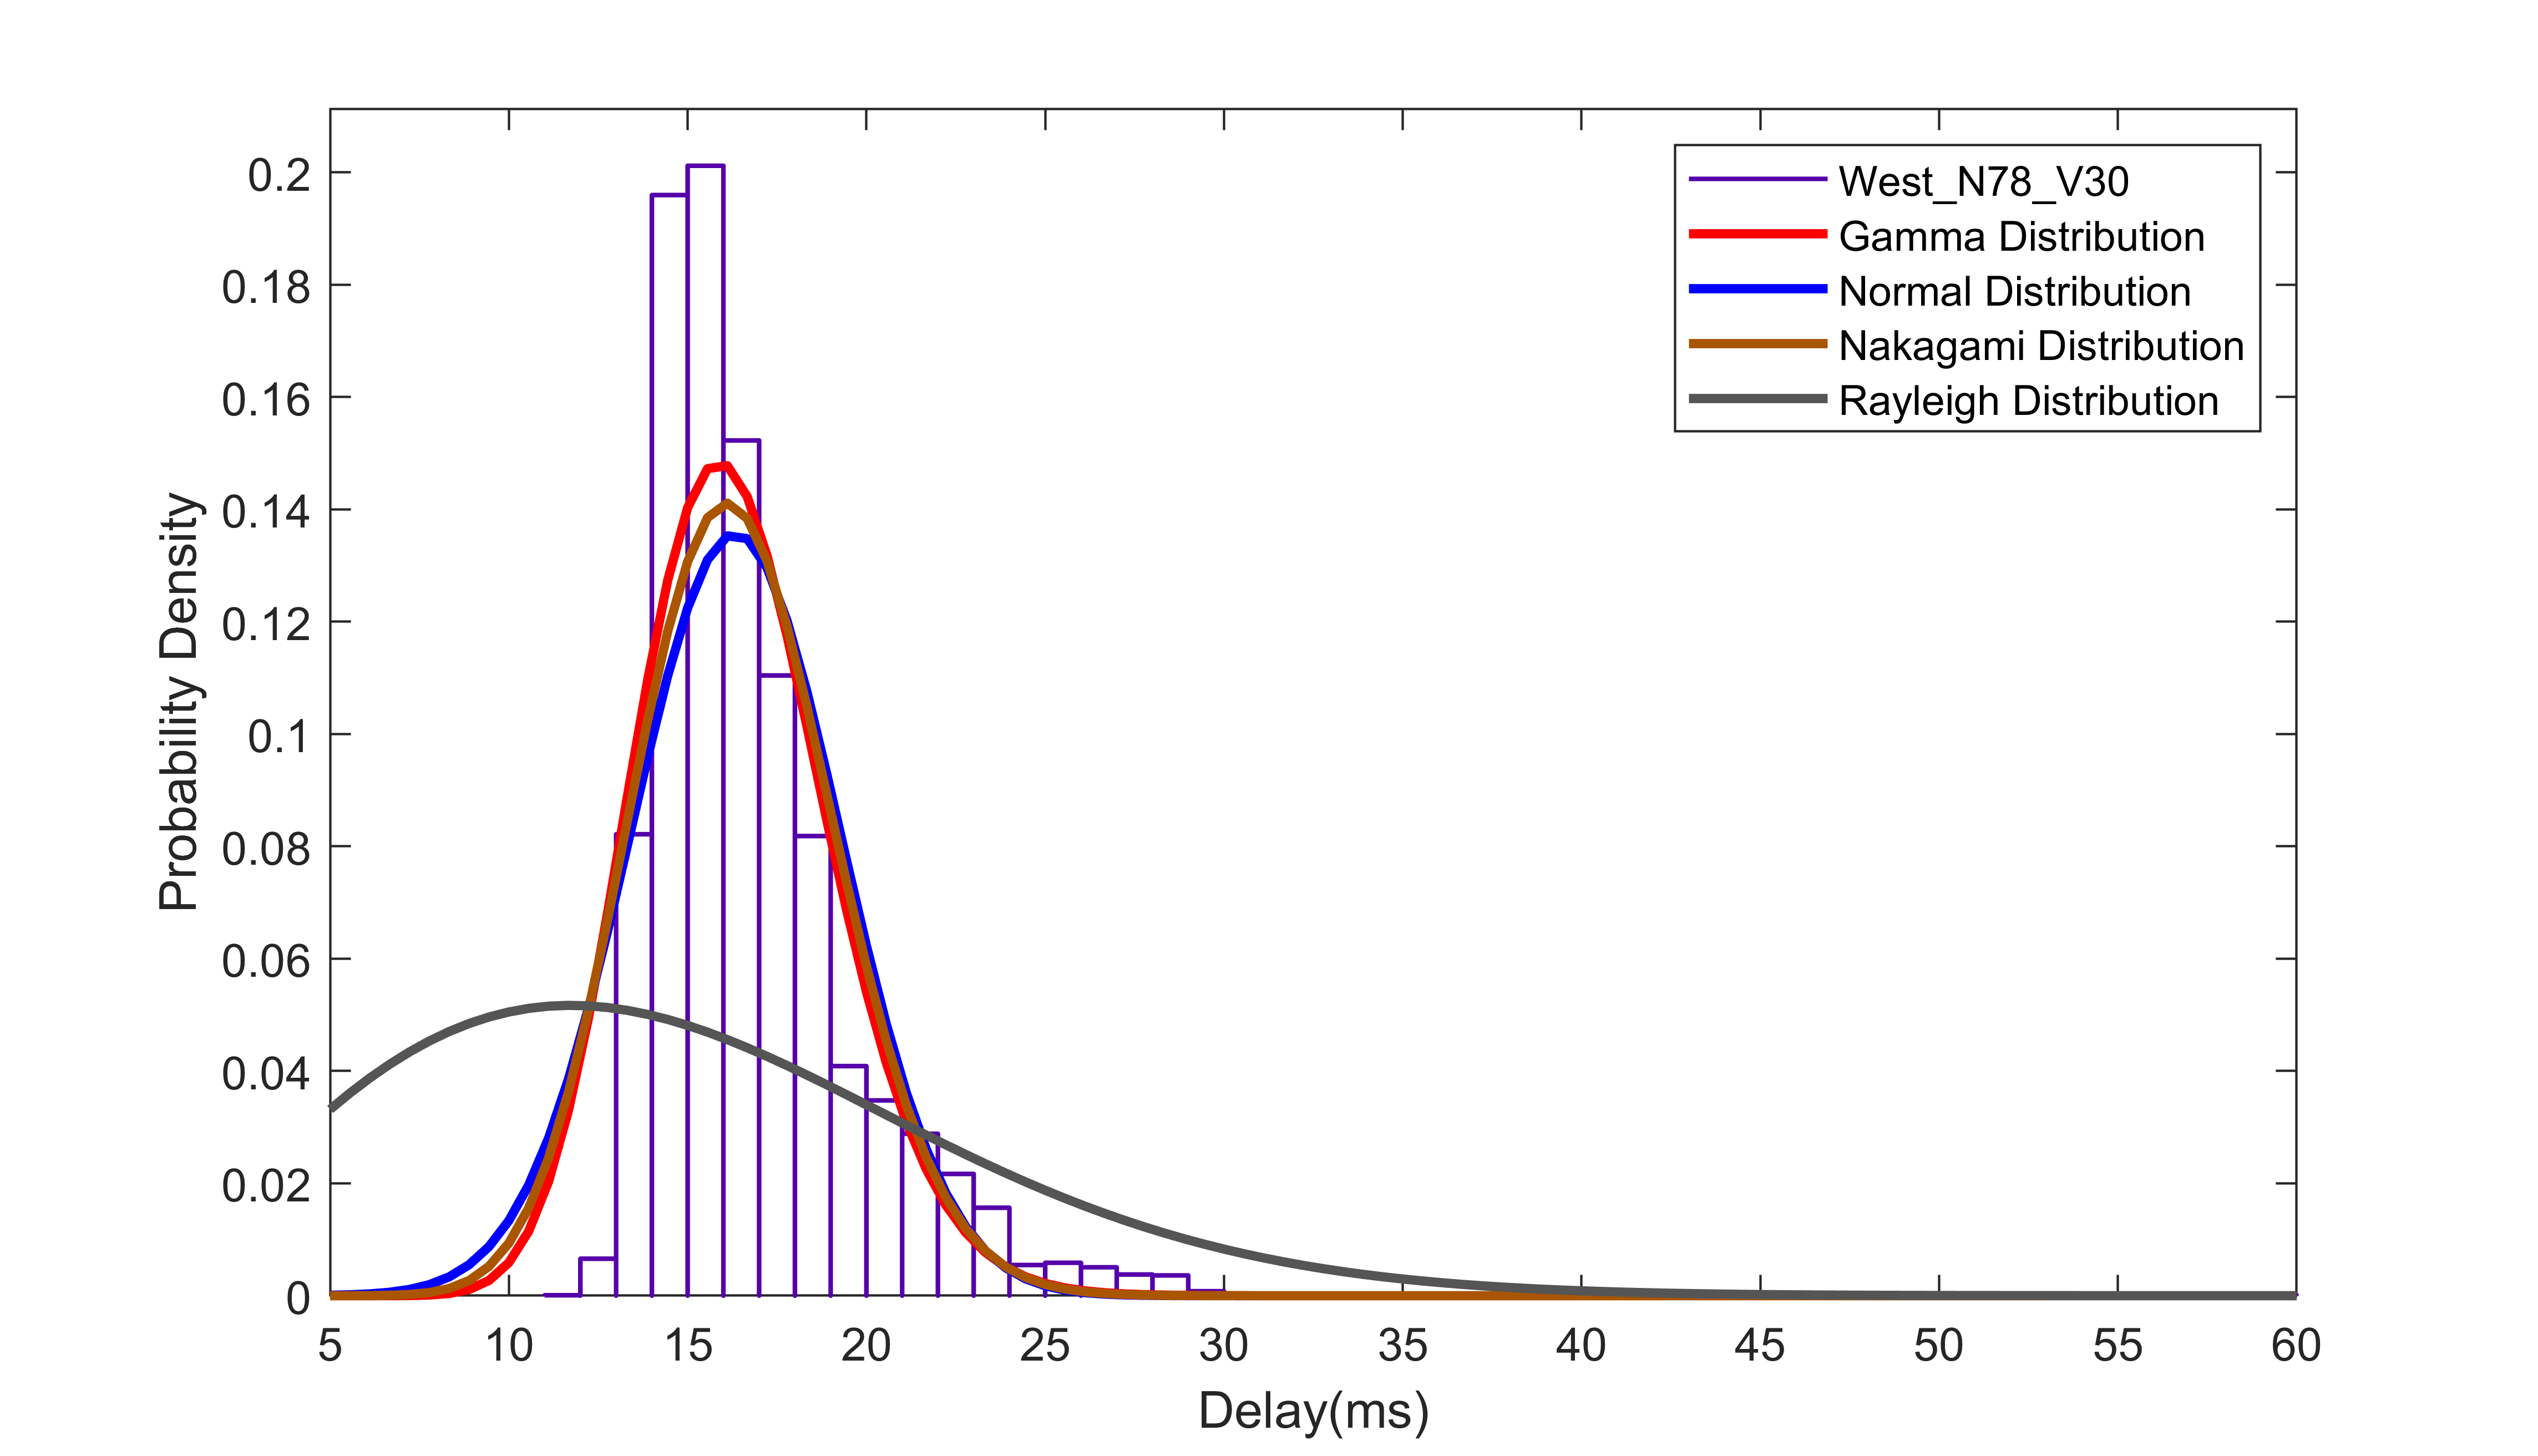 West_N78_V30
Gamma Distribution
Normal Distribution
Nakagami Distribution
Rayleigh Distribution
Probability Density
0.2
0.18
0.16
0.14
0.12
0.1
0.08
0.06
0.04
0.02
0
5 10 15 20 25 30 35 40 45 50 55 60
Delay(ms)